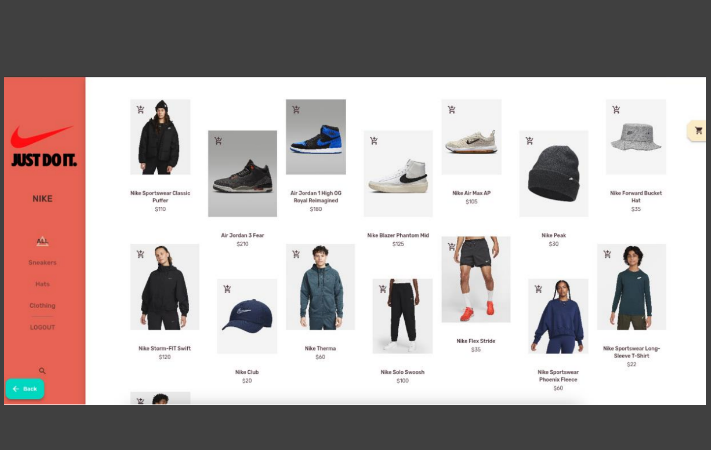 JUST DO IT.
NIKE
ALL
Sneakers
Hats
Clothing
LOGOUT
Back
Nike Sportswear Classic
Puffer
$110
Air Jordan 3 Fear
$210
Air Jordan 1 High OG
Royal Reimagined
$180
Nike Blazer Phantom Mid
$125
Nike Air Max AP
$105
Nike Peak
$30
Nike Forward Bucket
Hat
$35
Nike Storm-FIT Swift
$120
Nike Club
$20
Nike Therma
$60
Nike Solo Swoosh
$100
Nike Flex Stride
$35
Nike Sportswear
Phoenix Fleece
$60
Nike Sportswear Long-
Sleeve T-Shirt
$22